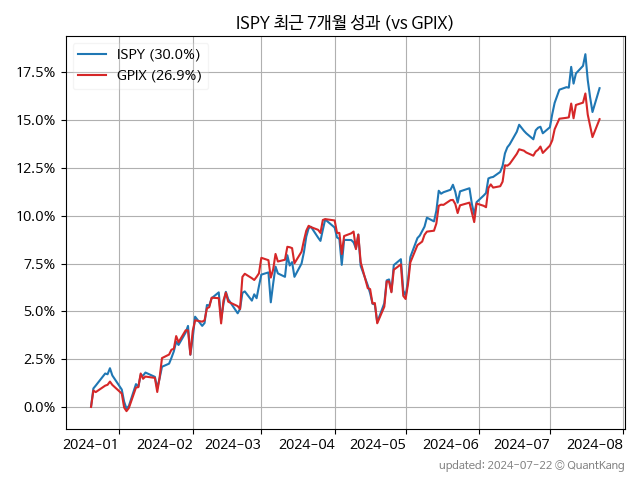 ISPY 최근 7개월 성과 (vs GPIX)
ISPY (30.0%)
GPIX (26.9%)
17.5%
15.0%
12.5%
10.0%
7.5%
5.0%
2.5%
0.0%
2024-01 2024-02 2024-03 2024-04 2024-05 2024-06 2024-07 2024-08
updated: 2024-07-22 © QuantKang